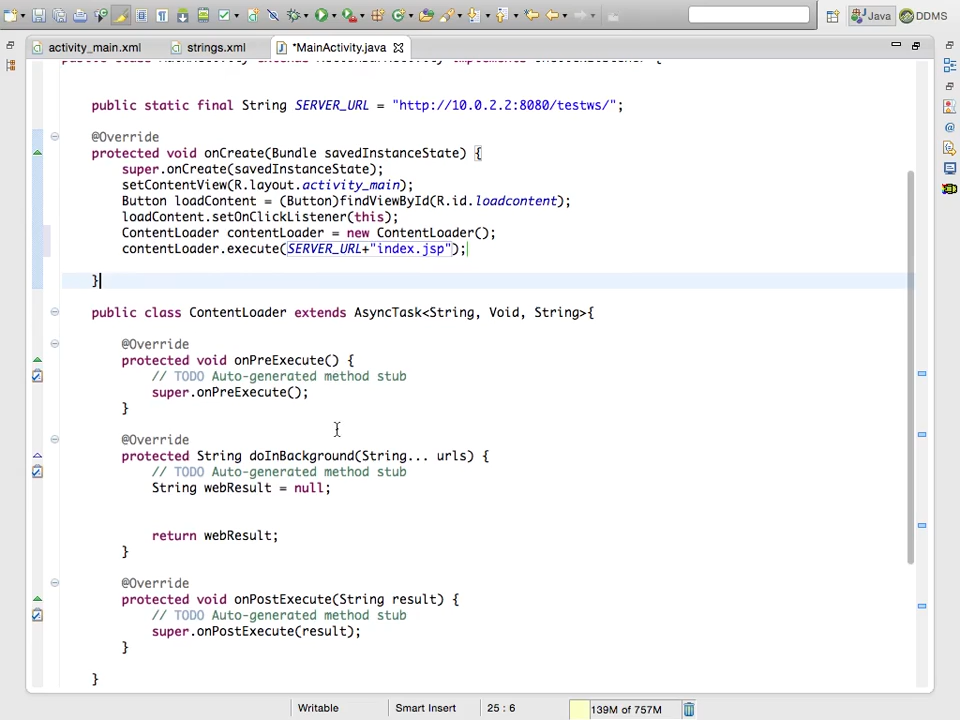 Java
DDMS
activity_main.xml
strings.xml
*MainActivity.java
public static final String SERVER_URL = "http://10.0.2.2:8080/testws/";
@Override
protected void onCreate(Bundle savedInstanceState) {
super.onCreate(savedInstanceState);
setContentView(R.layout.activity_main);
Button loadContent = (Button)findViewById(R.id.loadcontent);
loadContent.setOnClickListener(this);
ContentLoader contentLoader = new ContentLoader();
contentLoader.execute(SERVER_URL+"index.jsp");
}
public class ContentLoader extends AsyncTask<String, Void, String>{
@Override
protected void onPreExecute() {
// TODO Auto-generated method stub
super.onPreExecute();
}
@Override
protected String doInBackground(String... urls) {
// TODO Auto-generated method stub
String webResult = null;
return webResult;
}
@Override
protected void onPostExecute(String result) {
// TODO Auto-generated method stub
super.onPostExecute(result);
}
}
Writable
Smart Insert
25 : 6
139M of 757M